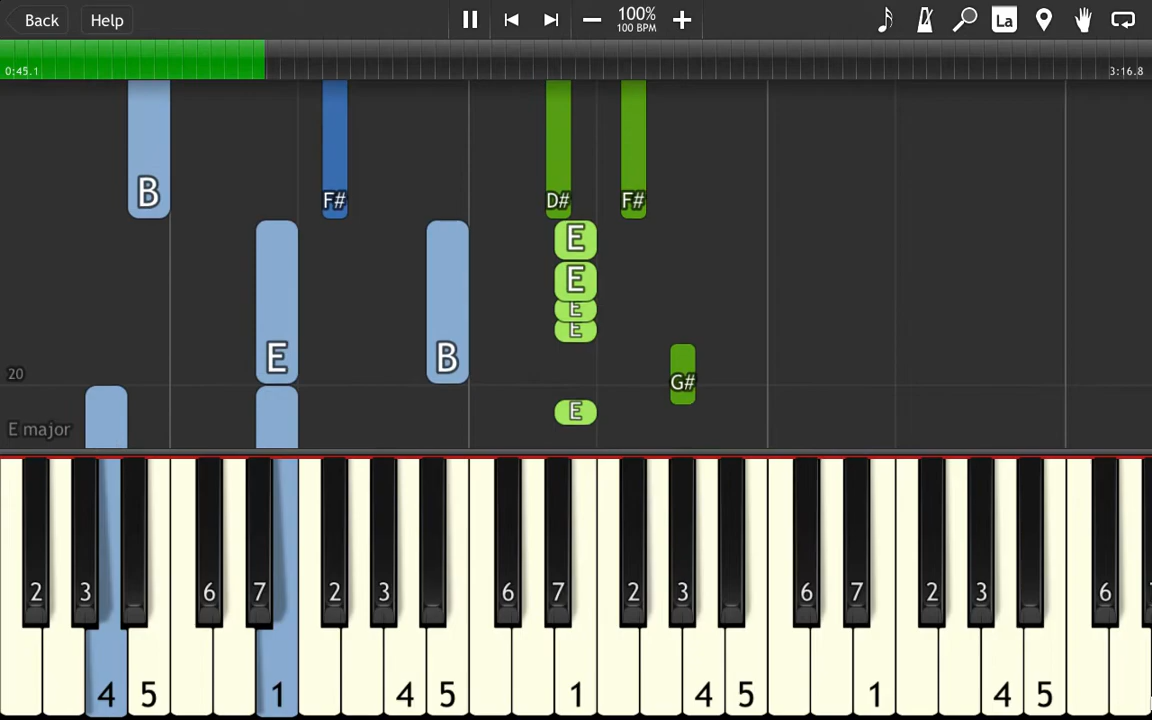 Back Help 100% La
100 BPM
0:45.1 3:16.8
B F# D# F#
E
E
E B E
E
20 G#
E
E major
2 3 6 7 2 3 6 7 2 3 6 7 2 3 6
4 5 1 4 5 1 4 5 1 4 5